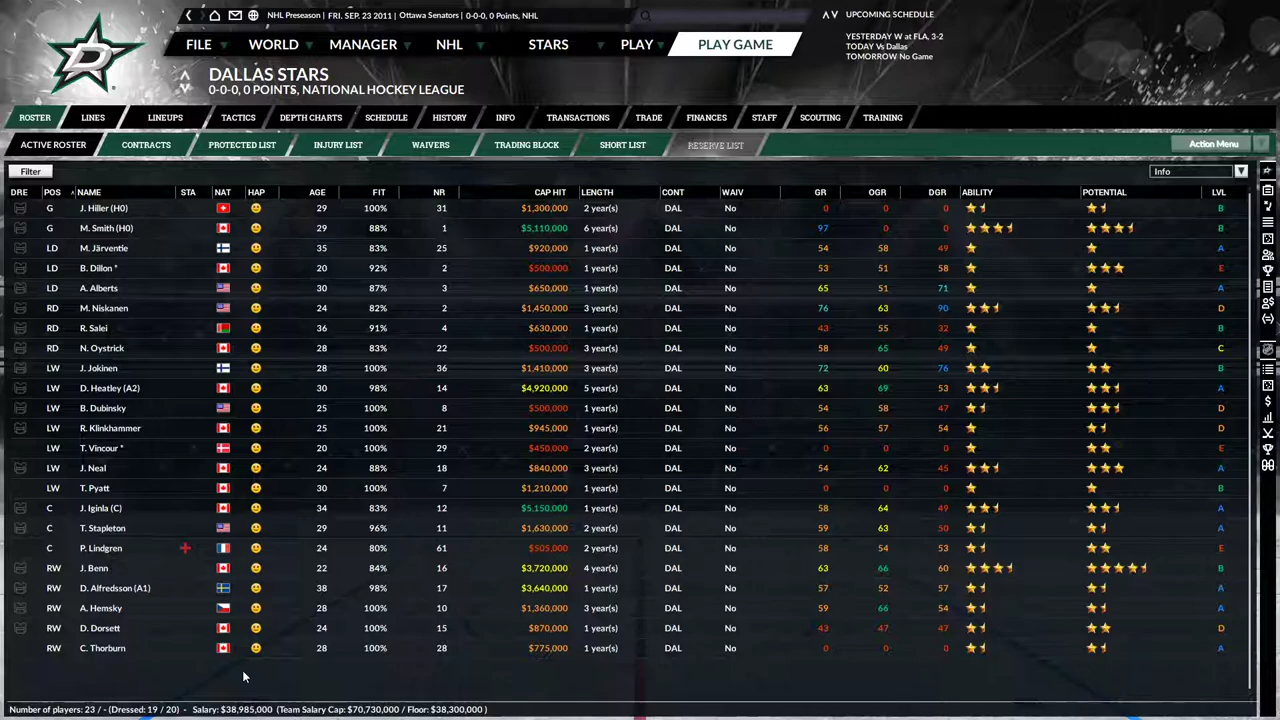 NHL Preseason | FRI. SEP. 23 2011 | Ottawa Senators | 0-0-0, 0 Points, NHL
UPCOMING SCHEDULE
YESTERDAY W at FLA, 3-2
TODAY Vs Dallas
TOMORROW No Game
FILE WORLD MANAGER NHL STARS PLAY PLAY GAME
DALLAS STARS
0-0-0, 0 POINTS, NATIONAL HOCKEY LEAGUE
ROSTER LINES LINEUPS TACTICS DEPTH CHARTS SCHEDULE HISTORY INFO TRANSACTIONS TRADE FINANCES STAFF SCOUTING TRAINING
ACTIVE ROSTER CONTRACTS PROTECTED LIST INJURY LIST WAIVERS TRADING BLOCK SHORT LIST RESERVE LIST Action Menu
Filter Info
DRE POS NAME STA NAT HAP AGE FIT NR CAP HIT LENGTH CONT WAIV GR OGR DGR ABILITY POTENTIAL LVL
G J. Hiller (H0) 29 100% 31 $1,300,000 2 year(s) DAL No 0 0 0 B
G M. Smith (H0) 29 88% 1 $5,110,000 6 year(s) DAL No 97 0 0 B
LD M. Järventie 35 83% 25 $920,000 1 year(s) DAL No 54 58 49 A
LD B. Dillon * 20 92% 2 $500,000 1 year(s) DAL No 53 51 58 E
LD A. Alberts 30 87% 3 $650,000 1 year(s) DAL No 65 51 71 A
RD M. Niskanen 24 82% 2 $1,450,000 3 year(s) DAL No 76 63 90 D
RD R. Salei 36 91% 4 $630,000 1 year(s) DAL No 43 55 32 B
RD N. Oystrick 28 83% 22 $500,000 3 year(s) DAL No 58 65 49 C
LW J. Jokinen 28 100% 36 $1,410,000 3 year(s) DAL No 72 60 76 B
LW D. Heatley (A2) 30 98% 14 $4,920,000 5 year(s) DAL No 63 69 53 A
LW B. Dubinsky 25 100% 8 $500,000 1 year(s) DAL No 54 58 47 D
LW R. Klinkhammer 25 100% 21 $945,000 1 year(s) DAL No 56 57 54 D
LW T. Vincour * 20 100% 29 $450,000 2 year(s) DAL No 0 0 0 E
LW J. Neal 24 88% 18 $840,000 3 year(s) DAL No 54 62 45 A
LW T. Pyatt 30 100% 7 $1,210,000 1 year(s) DAL No 0 0 0 B
C J. Iginla (C) 34 83% 12 $5,150,000 1 year(s) DAL No 58 64 49 A
C T. Stapleton 29 96% 11 $1,630,000 2 year(s) DAL No 59 63 50 A
C P. Lindgren 24 80% 61 $505,000 2 year(s) DAL No 58 54 53 E
RW J. Benn 22 84% 16 $3,720,000 4 year(s) DAL No 63 66 60 B
RW D. Alfredsson (A1) 38 98% 17 $3,640,000 1 year(s) DAL No 57 52 57 A
RW A. Hemsky 28 100% 10 $1,360,000 3 year(s) DAL No 59 66 54 A
RW D. Dorsett 24 100% 15 $870,000 1 year(s) DAL No 43 47 47 D
RW C. Thorburn 28 100% 28 $775,000 1 year(s) DAL No 0 0 0 A
Number of players: 23 / - (Dressed: 19 / 20) - Salary: $38,985,000 (Team Salary Cap: $70,730,000 / Floor: $38,300,000 )